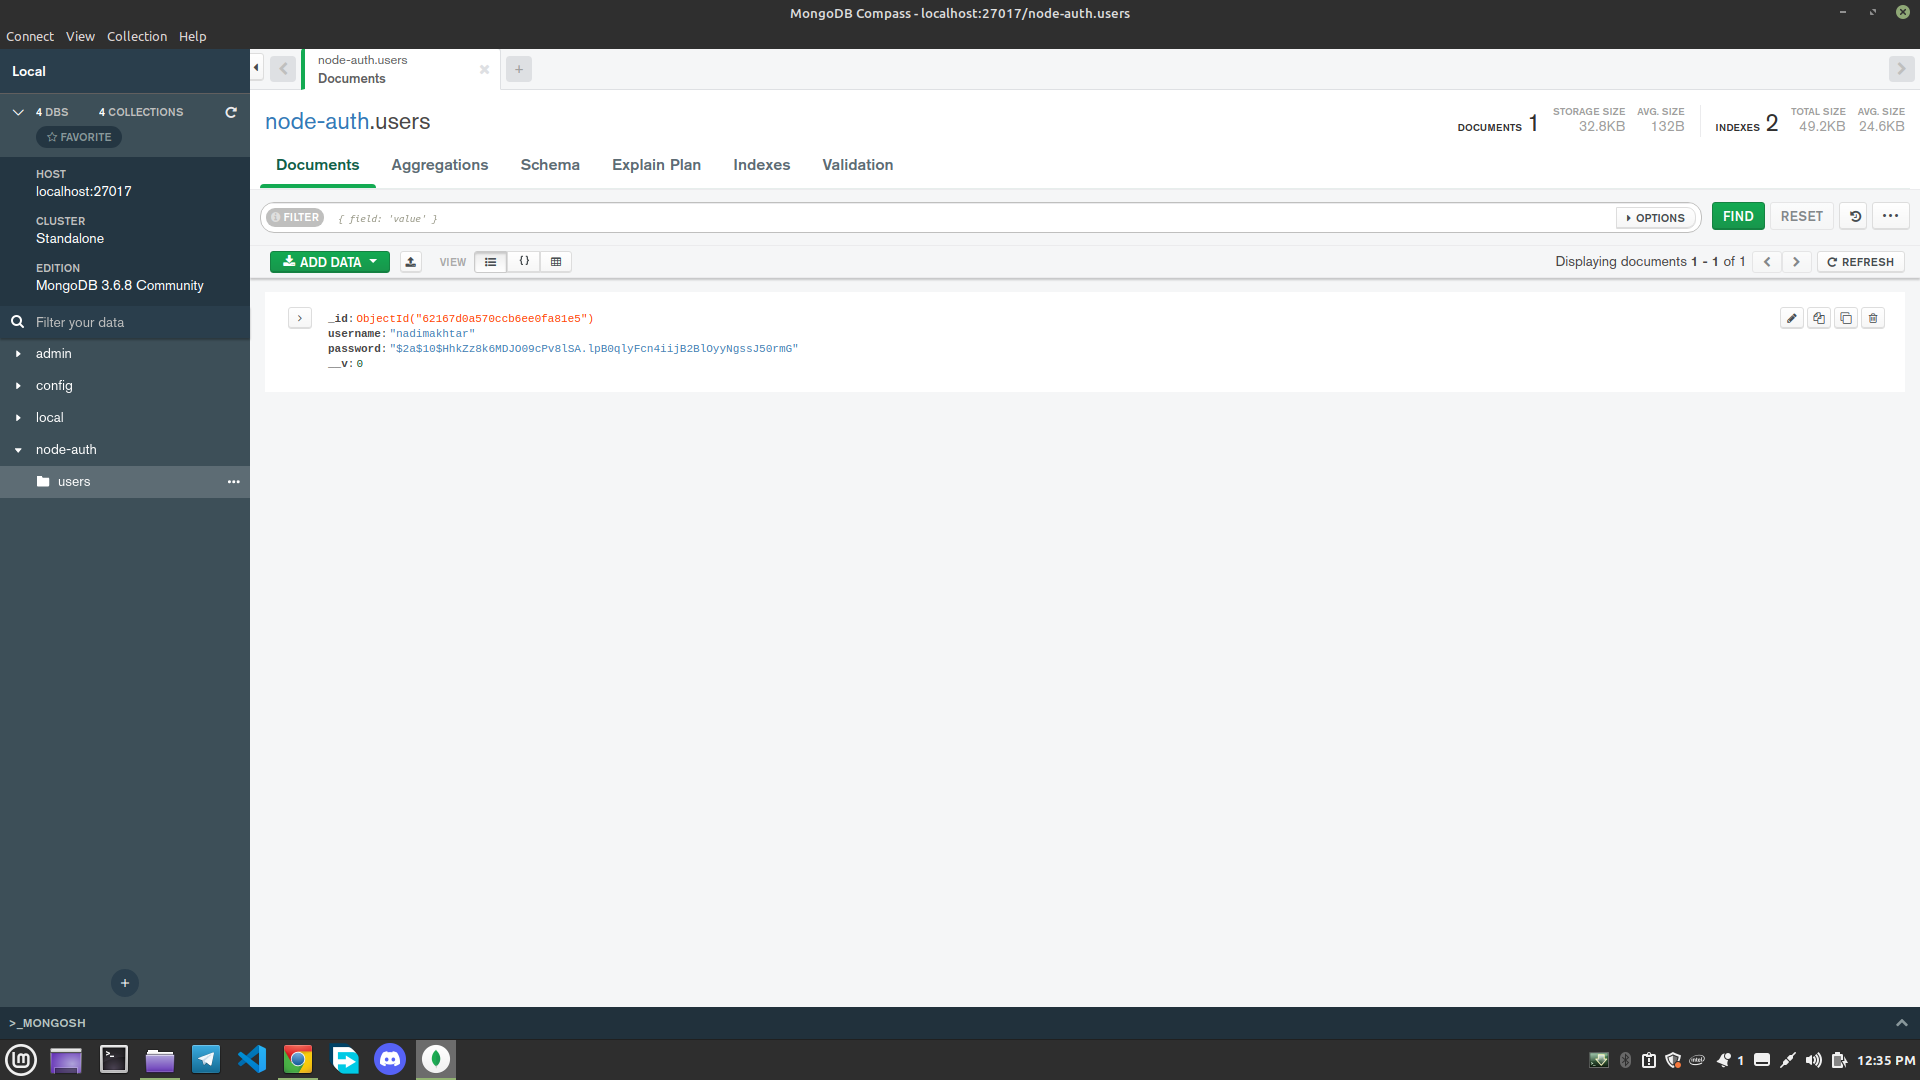 MongoDB Compass - localhost:27017/node-auth.users
Connect View Collection Help
Local
4 DBS 4 COLLECTIONS
FAVORITE
HOST
localhost:27017
CLUSTER
Standalone
EDITION
MongoDB 3.6.8 Community
Filter your data
admin
config
local
node-auth
users
node-auth.users
Documents
node-auth.users
DOCUMENTS 1
STORAGE SIZE
32.8KB
AVG. SIZE
132B
INDEXES 2
TOTAL SIZE
49.2KB
AVG. SIZE
24.6KB
Documents Aggregations Schema Explain Plan Indexes Validation
FILTER { field: 'value' } OPTIONS FIND RESET
ADD DATA VIEW {} Displaying documents 1 - 1 of 1 REFRESH
_id: ObjectId("62167d0a570ccb6ee0fa81e5")
username: "nadimakhtar"
password: "$2a$10$HhkZz8k6MDJO09cPv8lSA.lpB0qlyFcn4iijB2BlOyyNgssJ50rmG"
__v: 0
>_MONGOSH
1 12:35 PM